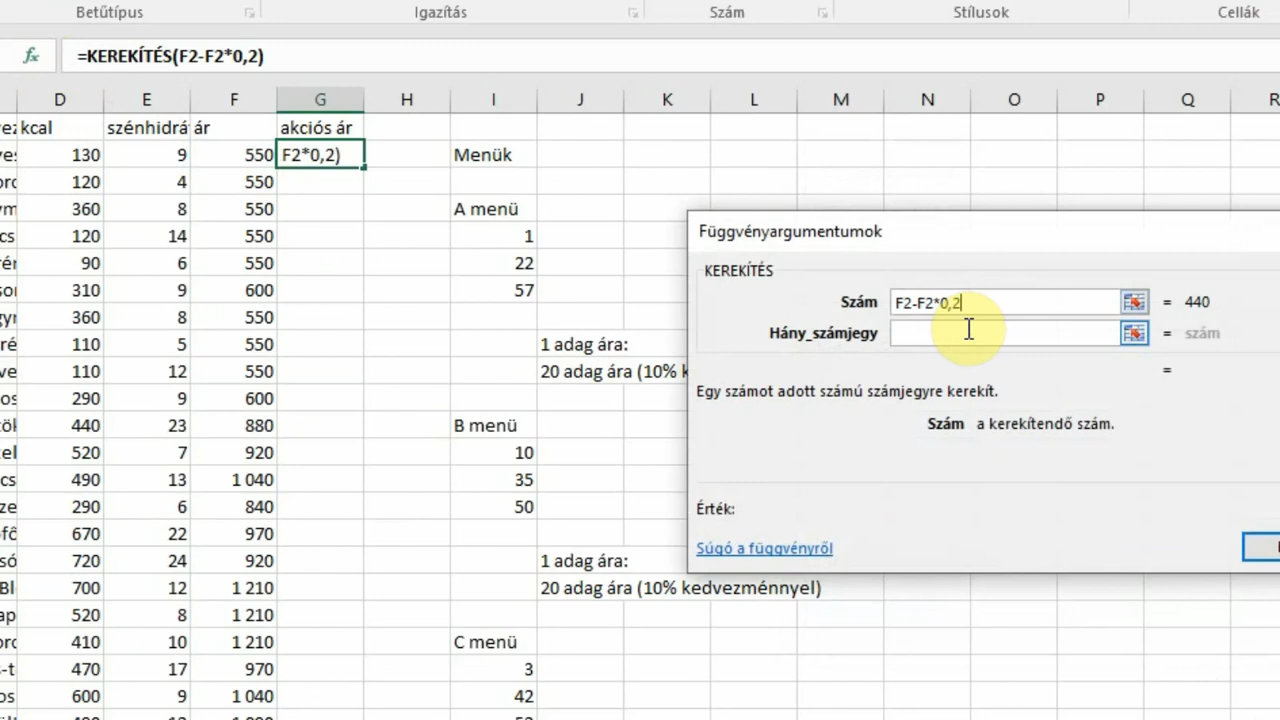 Betűtípus Igazítás Szám Stílusok Cellák
fx =KEREKÍTÉS(F2-F2*0,2)
D E F G H I J K L M N O P Q R
kcal szénhidrát ár akciós ár
130 9 550 F2*0,2) Menük
120 4 550
360 8 550 A menü
120 14 550 1
90 6 550 22
310 9 600 57
360 8 550
110 5 550 1 adag ára:
110 12 550 20 adag ára (10%
290 9 600
440 23 880 B menü
520 7 920 10
490 13 1 040 35
290 6 840 50
670 22 970
720 24 920 1 adag ára:
700 12 1 210 20 adag ára (10% kedvezménnyel)
520 8 1 210
410 10 1 210 C menü
470 17 970 3
600 9 1 040 42
Függvényargumentumok
KEREKÍTÉS
Szám F2-F2*0,2 = 440
Hány_számjegy = szám
=
Egy számot adott számú számjegyre kerekít.
Szám a kerekítendő szám.
Érték:
Súgó a függvényről